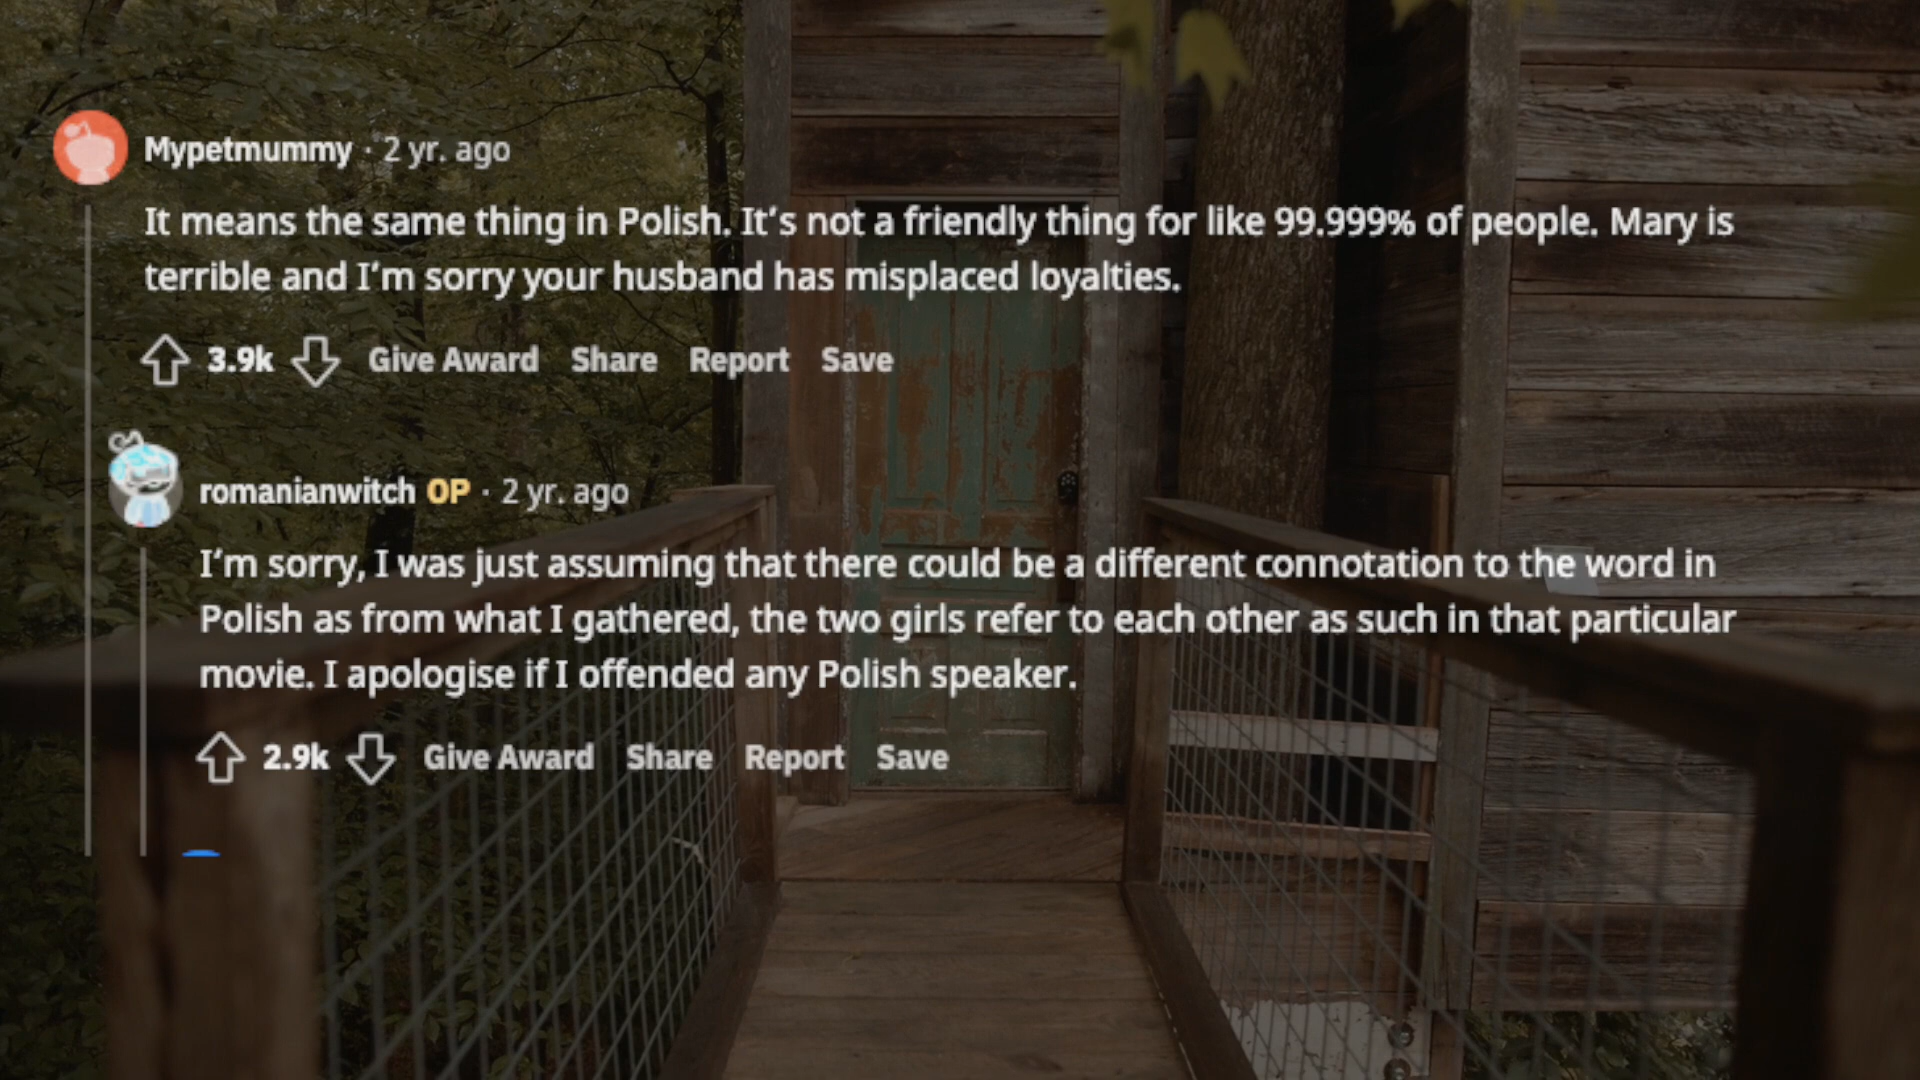 Mypetmummy · 2 yr. ago
It means the same thing in Polish. It's not a friendly thing for like 99.999% of people. Mary is
terrible and I'm sorry your husband has misplaced loyalties.
3.9k Give Award Share Report Save
romanianwitch OP · 2 yr. ago
I'm sorry, I was just assuming that there could be a different connotation to the word in
Polish as from what I gathered, the two girls refer to each other as such in that particular
movie. I apologise if I offended any Polish speaker.
2.9k Give Award Share Report Save